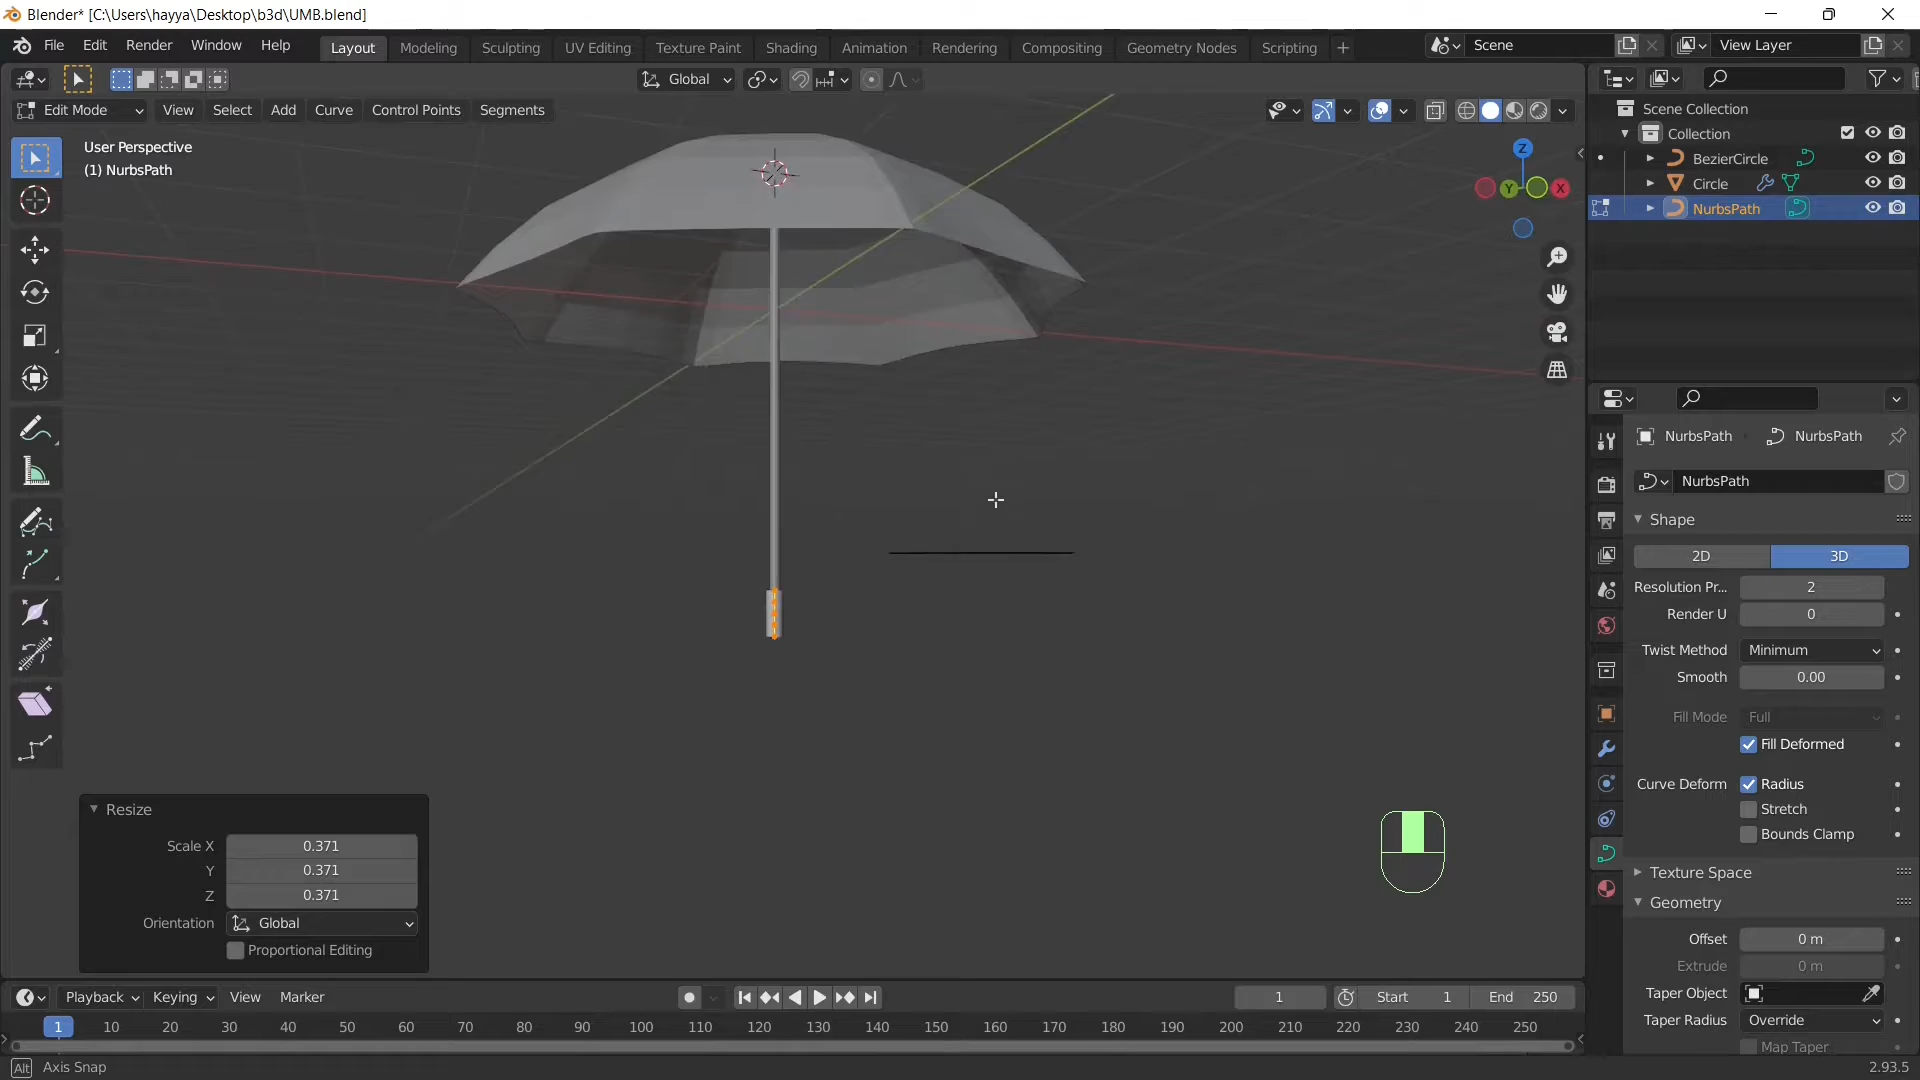 Blender* [C:\Users\hayya\Desktop\b3d\UMB.blend]
File Edit Render Window Help Layout Modeling Sculpting UV Editing Texture Paint Shading Animation Rendering Compositing Geometry Nodes Scripting + Scene View Layer
Global
Edit Mode View Select Add Curve Control Points Segments
User Perspective
(1) NurbsPath
Z
Y X
Scene Collection
Collection
BezierCircle
Circle
NurbsPath
NurbsPath NurbsPath
NurbsPath
Shape
2D 3D
Resolution Pr... 2
Render U 0
Twist Method Minimum
Smooth 0.00
Fill Mode Full
Fill Deformed
Curve Deform Radius
Stretch
Bounds Clamp
Texture Space
Geometry
Offset 0 m
Extrude 0 m
Taper Object
Taper Radius Override
Map Taper
Resize
Scale X 0.371
Y 0.371
Z 0.371
Orientation Global
Proportional Editing
Playback Keying View Marker 1 Start 1 End 250
1 10 20 30 40 50 60 70 80 90 100 110 120 130 140 150 160 170 180 190 200 210 220 230 240 250
Alt Axis Snap 2.93.5